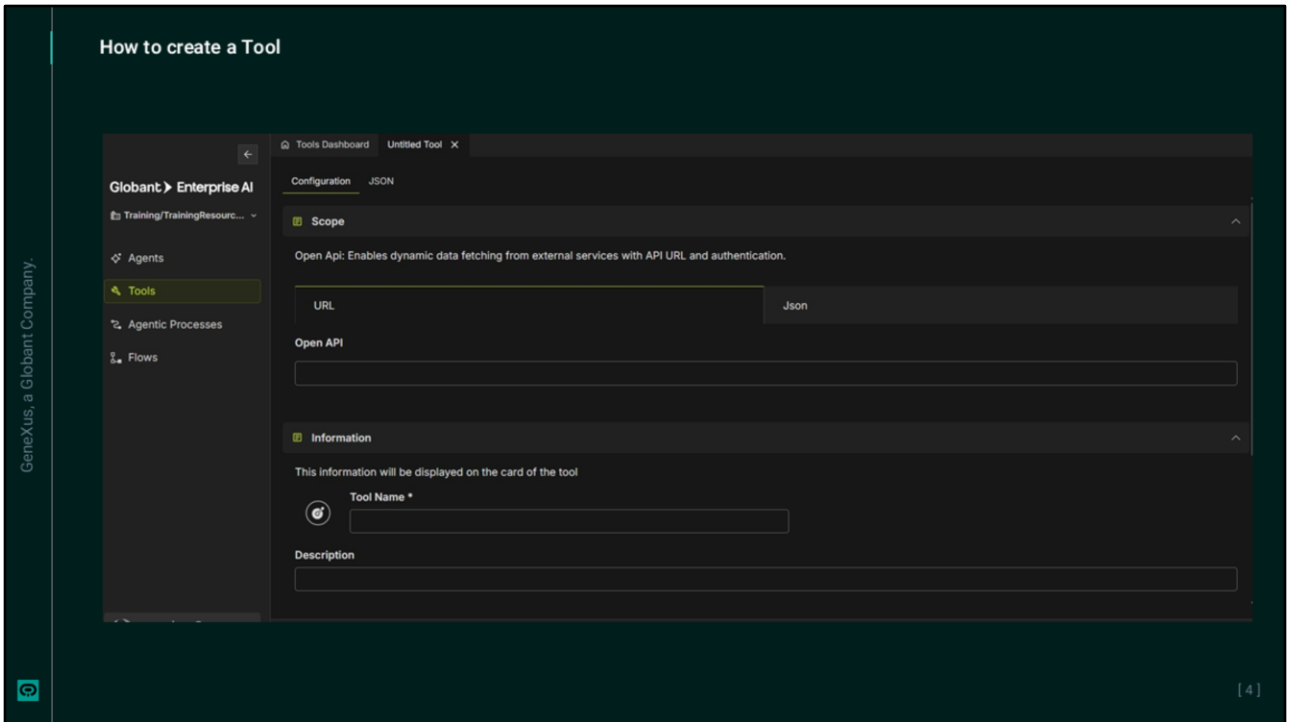 How to create a Tool
Tools Dashboard
Untitled Tool
Globant Enterprise AI
Configuration
JSON
Training/TrainingResourc...
Scope
Agents
Open Api: Enables dynamic data fetching from external services with API URL and authentication.
Tools
URL
Json
Agentic Processes
Open API
Flows
Information
This information will be displayed on the card of the tool
Tool Name *
Description
GeneXus, a Globant Company.
[ 4 ]